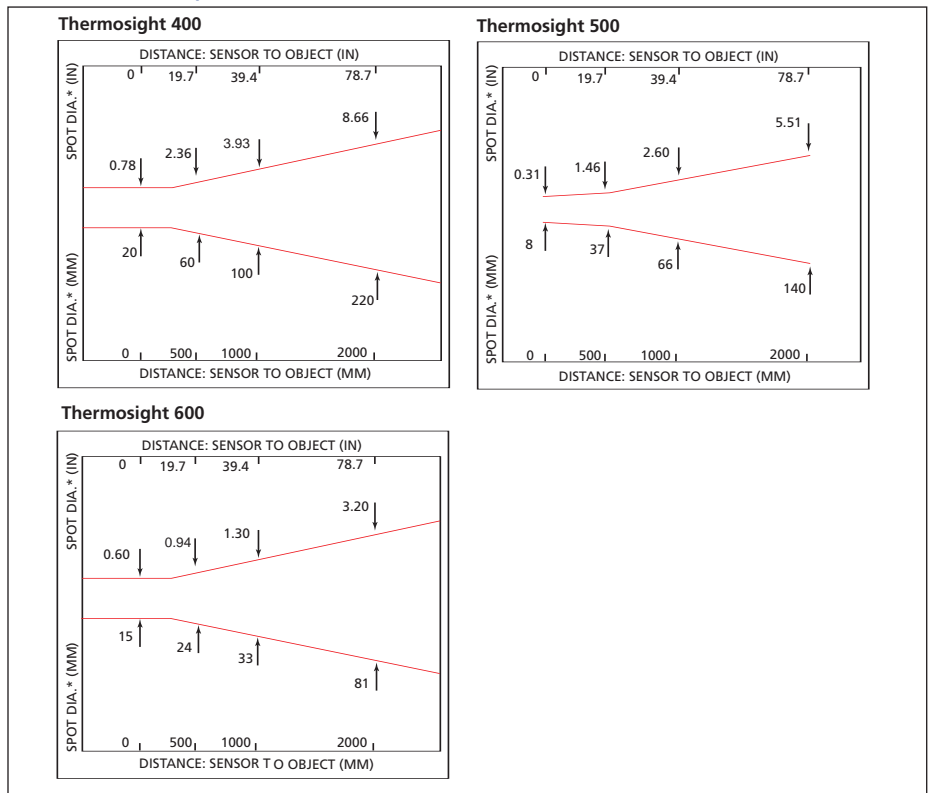 Thermosight 400
DISTANCE: SENSOR TO OBJECT (IN)
SPOT DIA.* (IN)
0 19.7 39.4 78.7
8.66
3.93
2.36
0.78
20
60
100
220
SPOT DIA.* (MM)
0 500 1000 2000
DISTANCE: SENSOR TO OBJECT (MM)
Thermosight 500
DISTANCE: SENSOR TO OBJECT (IN)
SPOT DIA.* (IN)
0 19.7 39.4 78.7
5.51
2.60
1.46
0.31
8
37
66
140
SPOT DIA.* (MM)
0 500 1000 2000
DISTANCE: SENSOR TO OBJECT (MM)
Thermosight 600
DISTANCE: SENSOR TO OBJECT (IN)
SPOT DIA.* (IN)
0 19.7 39.4 78.7
3.20
1.30
0.94
0.60
15
24
33
81
SPOT DIA.* (MM)
0 500 1000 2000
DISTANCE: SENSOR T O OBJECT (MM)